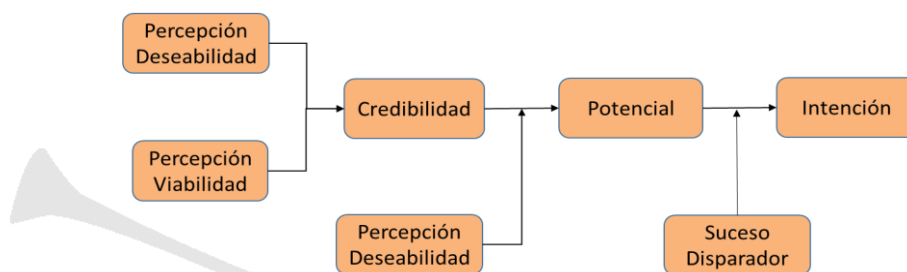 Percepción
Deseabilidad
Credibilidad
Potencial
Intención
Percepción
Viabilidad
Percepción
Deseabilidad
Suceso
Disparador